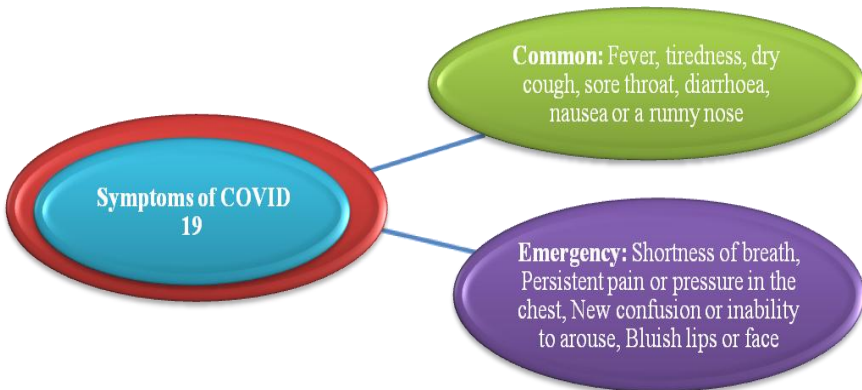 Common: Fever, tiredness, dry
cough, sore throat, diarrhoea,
nausea or a runny nose
Symptoms of COVID
19
Emergency: Shortness of breath,
Persistent pain or pressure in the
chest, New confusion or inability
to arouse, Bluish lips or face